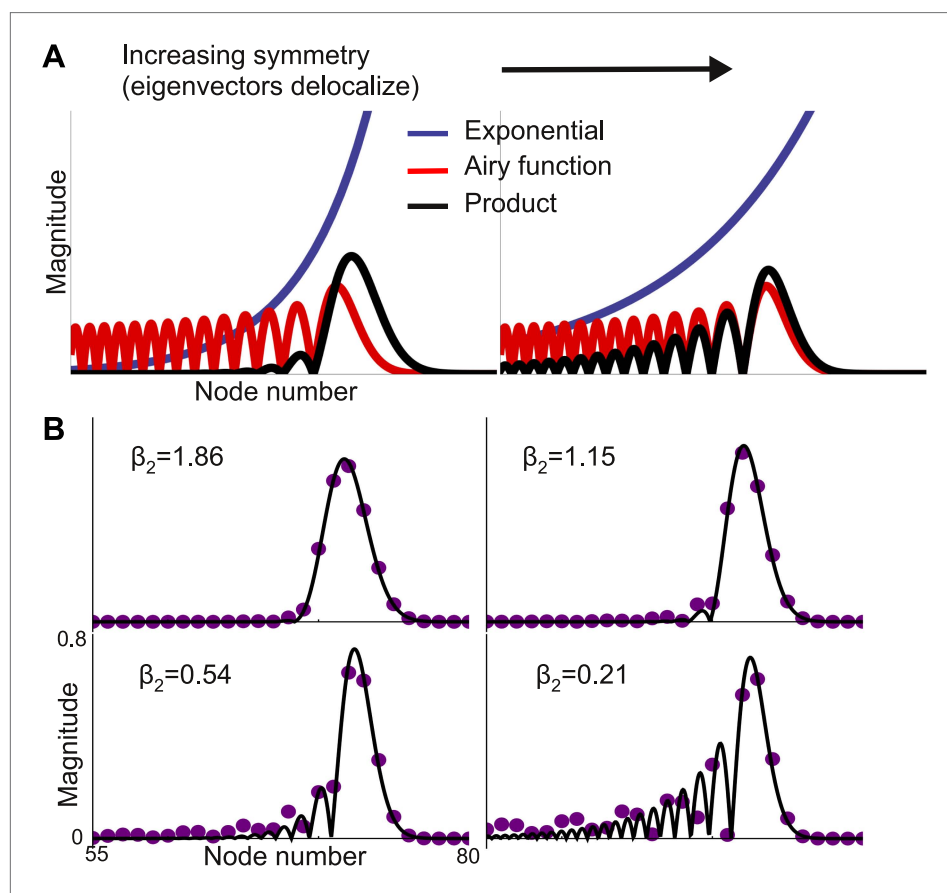 A
Increasing symmetry
(eigenvectors delocalize)
Exponential
Airy function
Product
Magnitude
Node number
B
β₂=1.86
β₂=1.15
0.8
β₂=0.54
β₂=0.21
Magnitude
0
55
Node number
80